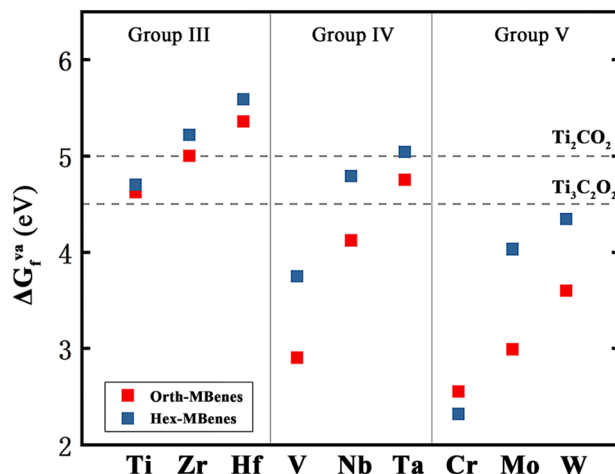 Group III Group IV Group V
6
5
4
3
2
ΔG_f^va (eV)
Ti₂CO₂
Ti₃C₂O₂
Orth-MBenes
Hex-MBenes
Ti Zr Hf V Nb Ta Cr Mo W